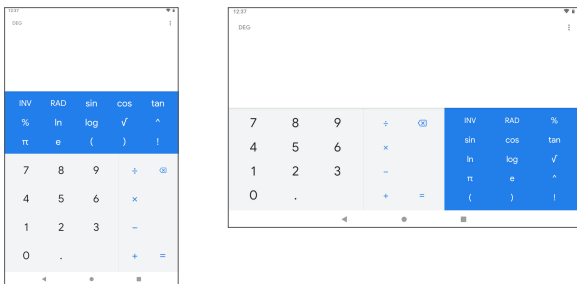 12:37
DEG
INV RAD sin cos tan
% ln log √ ^
π e ( ) !
7 8 9 ÷
4 5 6 ×
1 2 3 −
0 . + =
12:37
DEG
7 8 9 ÷
4 5 6 ×
1 2 3 −
0 . + =
INV RAD %
sin cos tan
ln log √
π e ^
( ) !